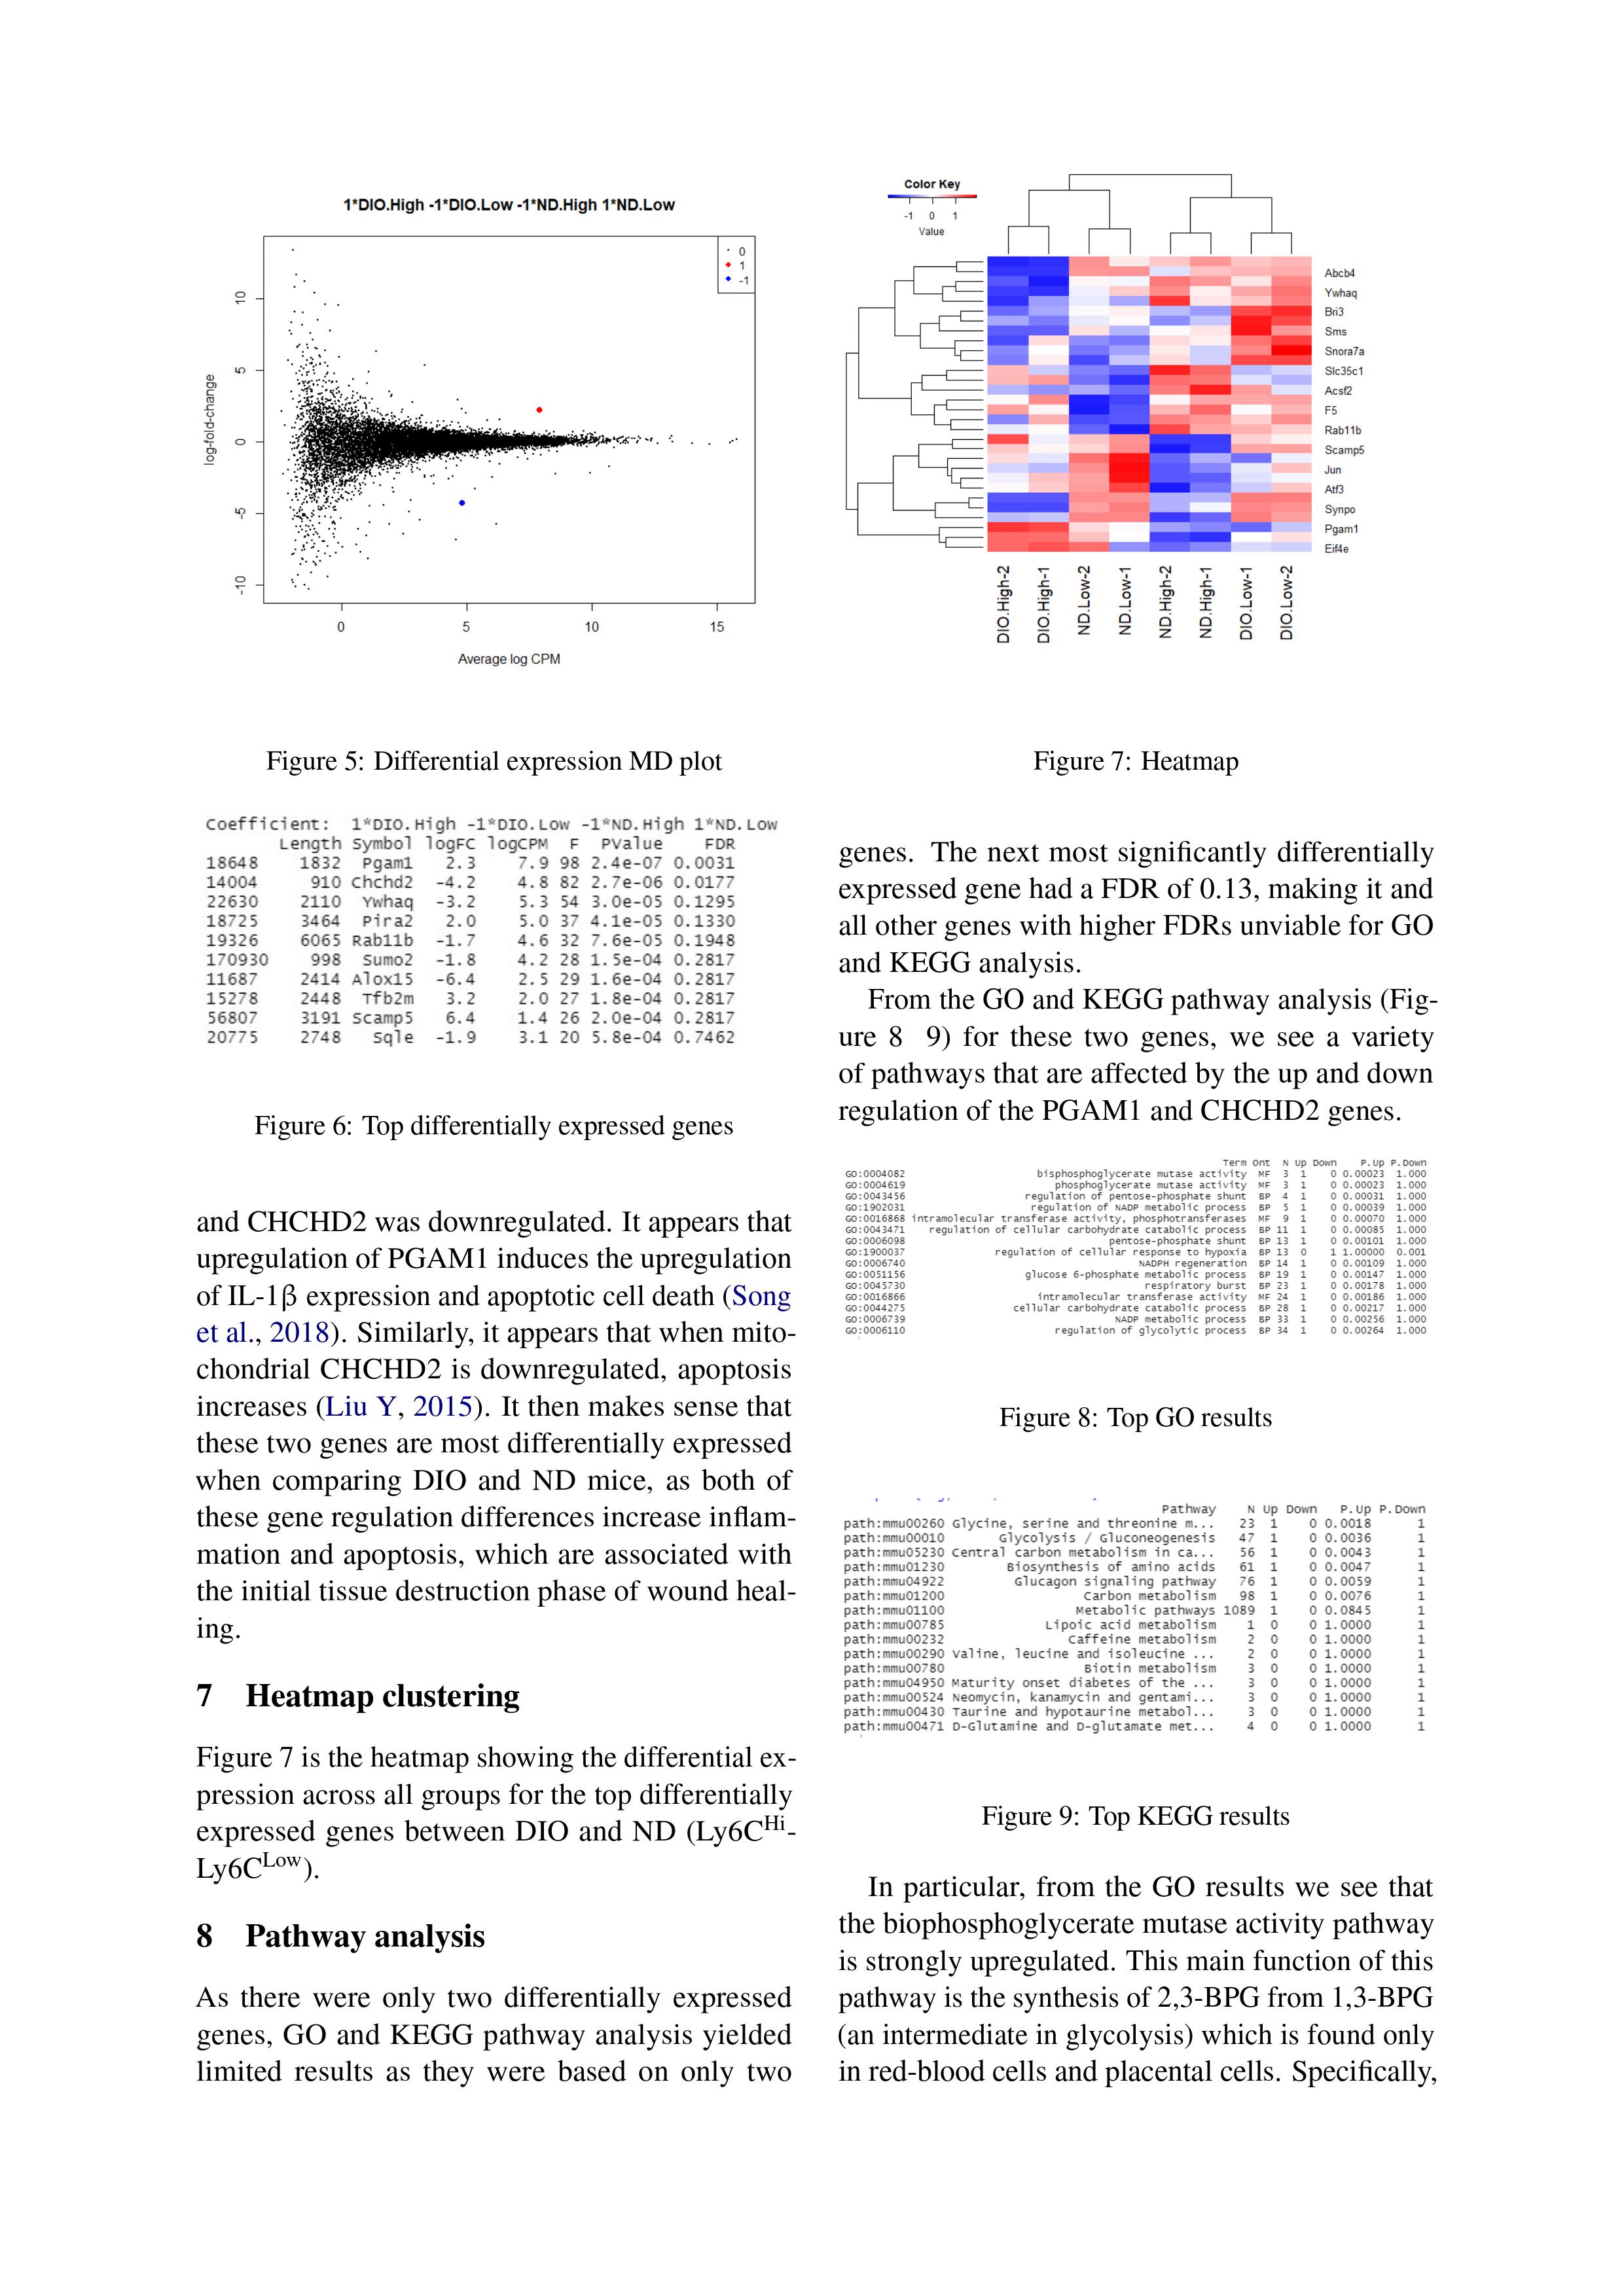 1*DIO.High -1*DIO.Low -1*ND.High 1*ND.Low
0
1
-1
10
5
0
-5
-10
log-fold-change
0
5
10
15
Average log CPM
Figure 5: Differential expression MD plot
Coefficient: 1*DIO.High -1*DIO.Low -1*ND.High 1*ND.Low
Length Symbol logFC logCPM F PValue FDR
18648 1832 Pgam1 2.3 7.9 98 2.4e-07 0.0031
14004 910 Chchd2 -4.2 4.8 82 2.7e-06 0.0177
22630 2110 Ywhaq -3.2 5.3 54 3.0e-05 0.1295
18725 3464 Pira2 2.0 5.0 37 4.1e-05 0.1330
19326 6065 Rab11b -1.7 4.6 32 7.6e-05 0.1948
170930 998 Sumo2 -1.8 4.2 28 1.5e-04 0.2817
11687 2414 Alox15 -6.4 2.5 29 1.6e-04 0.2817
15278 2448 Tfb2m 3.2 2.0 27 1.8e-04 0.2817
56807 3191 Scamp5 6.4 1.4 26 2.0e-04 0.2817
20775 2748 Sqle -1.9 3.1 20 5.8e-04 0.7462
Figure 6: Top differentially expressed genes
and CHCHD2 was downregulated. It appears that
upregulation of PGAM1 induces the upregulation
of IL-1β expression and apoptotic cell death (Song
et al., 2018). Similarly, it appears that when mito-
chondrial CHCHD2 is downregulated, apoptosis
increases (Liu Y, 2015). It then makes sense that
these two genes are most differentially expressed
when comparing DIO and ND mice, as both of
these gene regulation differences increase inflam-
mation and apoptosis, which are associated with
the initial tissue destruction phase of wound heal-
ing.
7 Heatmap clustering
Figure 7 is the heatmap showing the differential ex-
pression across all groups for the top differentially
expressed genes between DIO and ND (Ly6CHi-
Ly6CLow).
8 Pathway analysis
As there were only two differentially expressed
genes, GO and KEGG pathway analysis yielded
limited results as they were based on only two
Color Key
-1 0 1
Value
Abcb4
Ywhaq
Bri3
Sms
Snora7a
Slc35c1
Acsf2
F5
Rab11b
Scamp5
Jun
Atf3
Synpo
Pgam1
Eif4e
DIO.High-2
DIO.High-1
ND.Low-2
ND.Low-1
ND.High-2
ND.High-1
DIO.Low-1
DIO.Low-2
Figure 7: Heatmap
genes. The next most significantly differentially
expressed gene had a FDR of 0.13, making it and
all other genes with higher FDRs unviable for GO
and KEGG analysis.
From the GO and KEGG pathway analysis (Fig-
ure 8 9) for these two genes, we see a variety
of pathways that are affected by the up and down
regulation of the PGAM1 and CHCHD2 genes.
Term Ont N Up Down P.Up P.Down
GO:0004082 bisphosphoglycerate mutase activity MF 3 1 0 0.00023 1.000
GO:0004619 phosphoglycerate mutase activity MF 3 1 0 0.00023 1.000
GO:0043456 regulation of pentose-phosphate shunt BP 4 1 0 0.00031 1.000
GO:1902031 regulation of NADP metabolic process BP 5 1 0 0.00039 1.000
GO:0016868 intramolecular transferase activity, phosphotransferases MF 9 1 0 0.00070 1.000
GO:0043471 regulation of cellular carbohydrate catabolic process BP 11 1 0 0.00085 1.000
GO:0006098 pentose-phosphate shunt BP 13 1 0 0.00101 1.000
GO:1900037 regulation of cellular response to hypoxia BP 13 0 1 1.00000 0.001
GO:0006740 NADPH regeneration BP 14 1 0 0.00109 1.000
GO:0051156 glucose 6-phosphate metabolic process BP 19 1 0 0.00147 1.000
GO:0045730 respiratory burst BP 23 1 0 0.00178 1.000
GO:0016866 intramolecular transferase activity MF 24 1 0 0.00186 1.000
GO:0044275 cellular carbohydrate catabolic process BP 28 1 0 0.00217 1.000
GO:0006739 NADP metabolic process BP 33 1 0 0.00256 1.000
GO:0006110 regulation of glycolytic process BP 34 1 0 0.00264 1.000
Figure 8: Top GO results
Pathway N Up Down P.Up P.Down
path:mmu00260 Glycine, serine and threonine m... 23 1 0 0.0018 1
path:mmu00010 Glycolysis / Gluconeogenesis 47 1 0 0.0036 1
path:mmu05230 Central carbon metabolism in ca... 56 1 0 0.0043 1
path:mmu01230 Biosynthesis of amino acids 61 1 0 0.0047 1
path:mmu04922 Glucagon signaling pathway 76 1 0 0.0059 1
path:mmu01200 Carbon metabolism 98 1 0 0.0076 1
path:mmu01100 Metabolic pathways 1089 1 0 0.0845 1
path:mmu00785 Lipoic acid metabolism 1 0 0 1.0000 1
path:mmu00232 Caffeine metabolism 2 0 0 1.0000 1
path:mmu00290 Valine, leucine and isoleucine ... 2 0 0 1.0000 1
path:mmu00780 Biotin metabolism 3 0 0 1.0000 1
path:mmu04950 Maturity onset diabetes of the ... 3 0 0 1.0000 1
path:mmu00524 Neomycin, kanamycin and gentami... 3 0 0 1.0000 1
path:mmu00430 Taurine and hypotaurine metabol... 3 0 0 1.0000 1
path:mmu00471 D-Glutamine and D-glutamate met... 4 0 0 1.0000 1
Figure 9: Top KEGG results
In particular, from the GO results we see that
the biophosphoglycerate mutase activity pathway
is strongly upregulated. This main function of this
pathway is the synthesis of 2,3-BPG from 1,3-BPG
(an intermediate in glycolysis) which is found only
in red-blood cells and placental cells. Specifically,